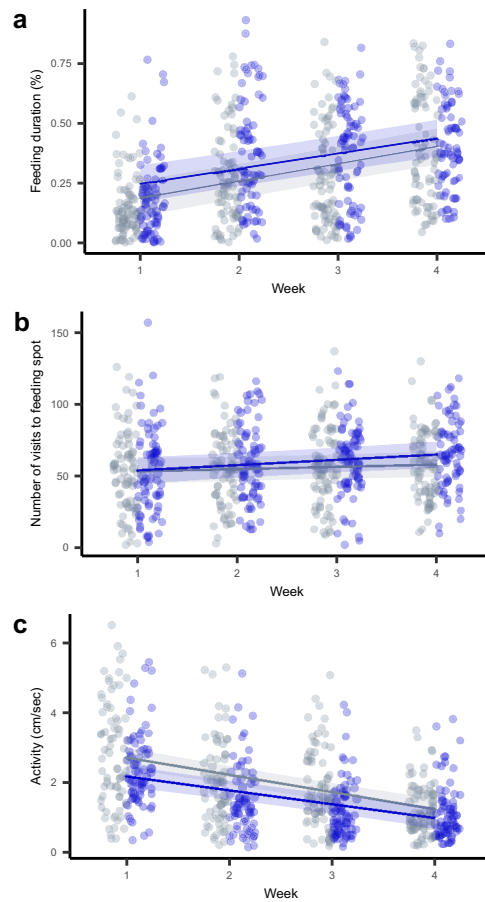 a
Feeding duration (%)
0.75
0.50
0.25
0.00
1 2 3 4
Week
b
Number of visits to feeding spot
150
100
50
0
1 2 3 4
Week
c
Activity (cm/sec)
6
4
2
0
1 2 3 4
Week